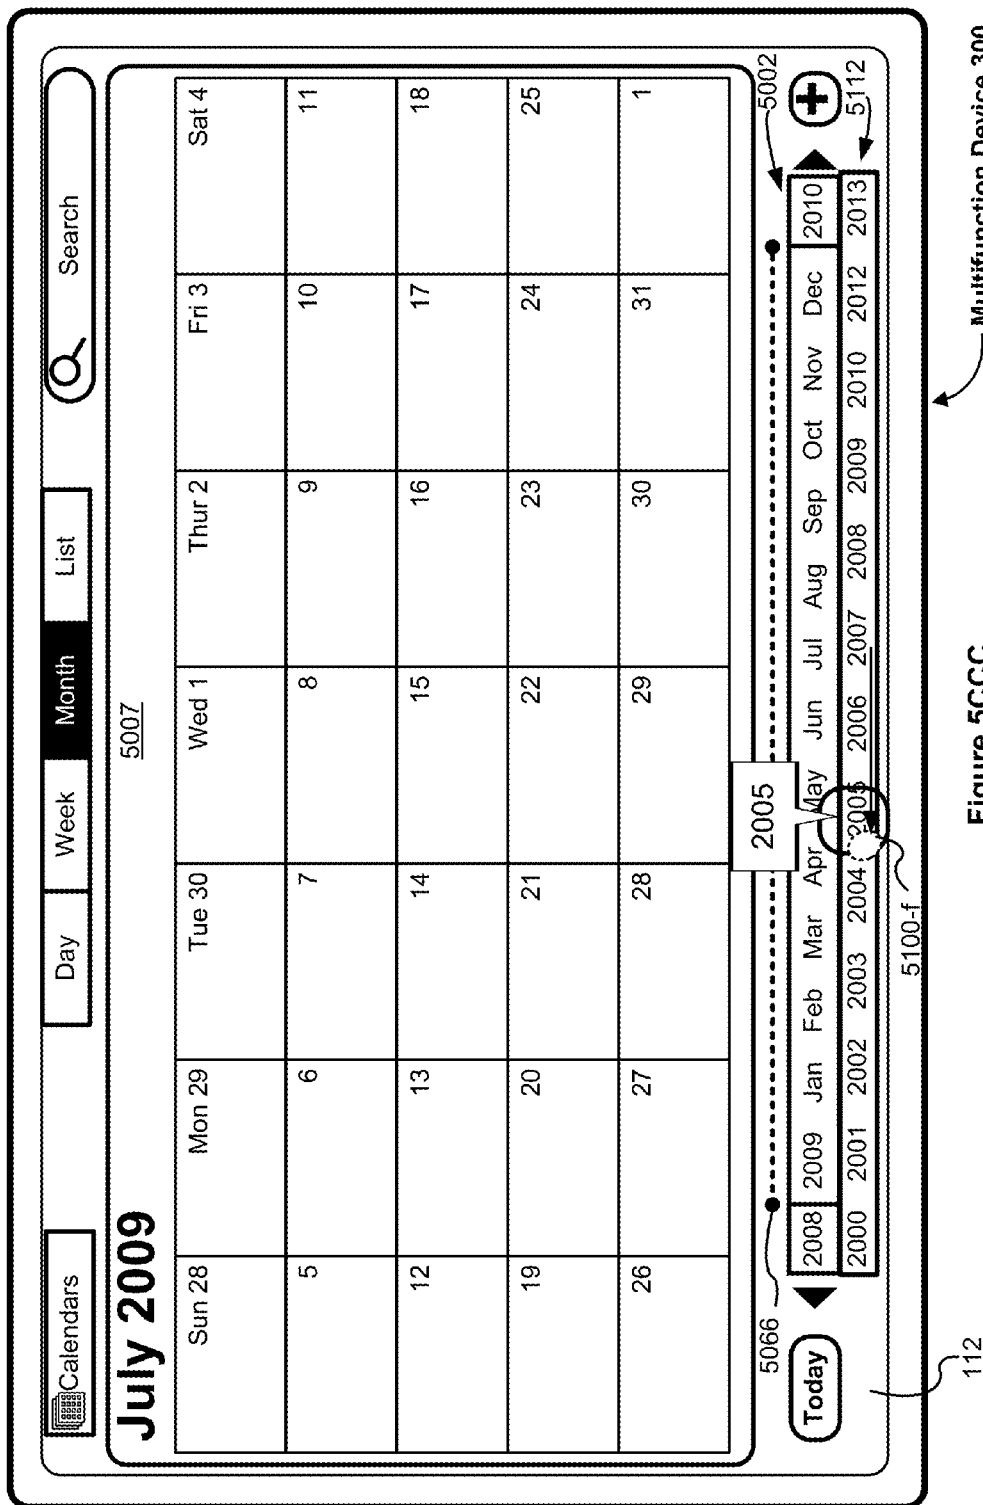 Calendars Day Week Month List Search
5007
July 2009
Sun 28 Mon 29 Tue 30 Wed 1 Thur 2 Fri 3 Sat 4
5 6 7 8 9 10 11
12 13 14 15 16 17 18
19 20 21 22 23 24 25
26 27 28 29 30 31 1
2005
5066 5002
Today 2008 2009 Jan Feb Mar Apr May Jun Jul Aug Sep Oct Nov Dec 2010 +
2000 2001 2002 2003 2004 2005 2006 2007 2008 2009 2010 2012 2013 5112
5100-f
112
Multifunction Device 300
Figure 5CCC